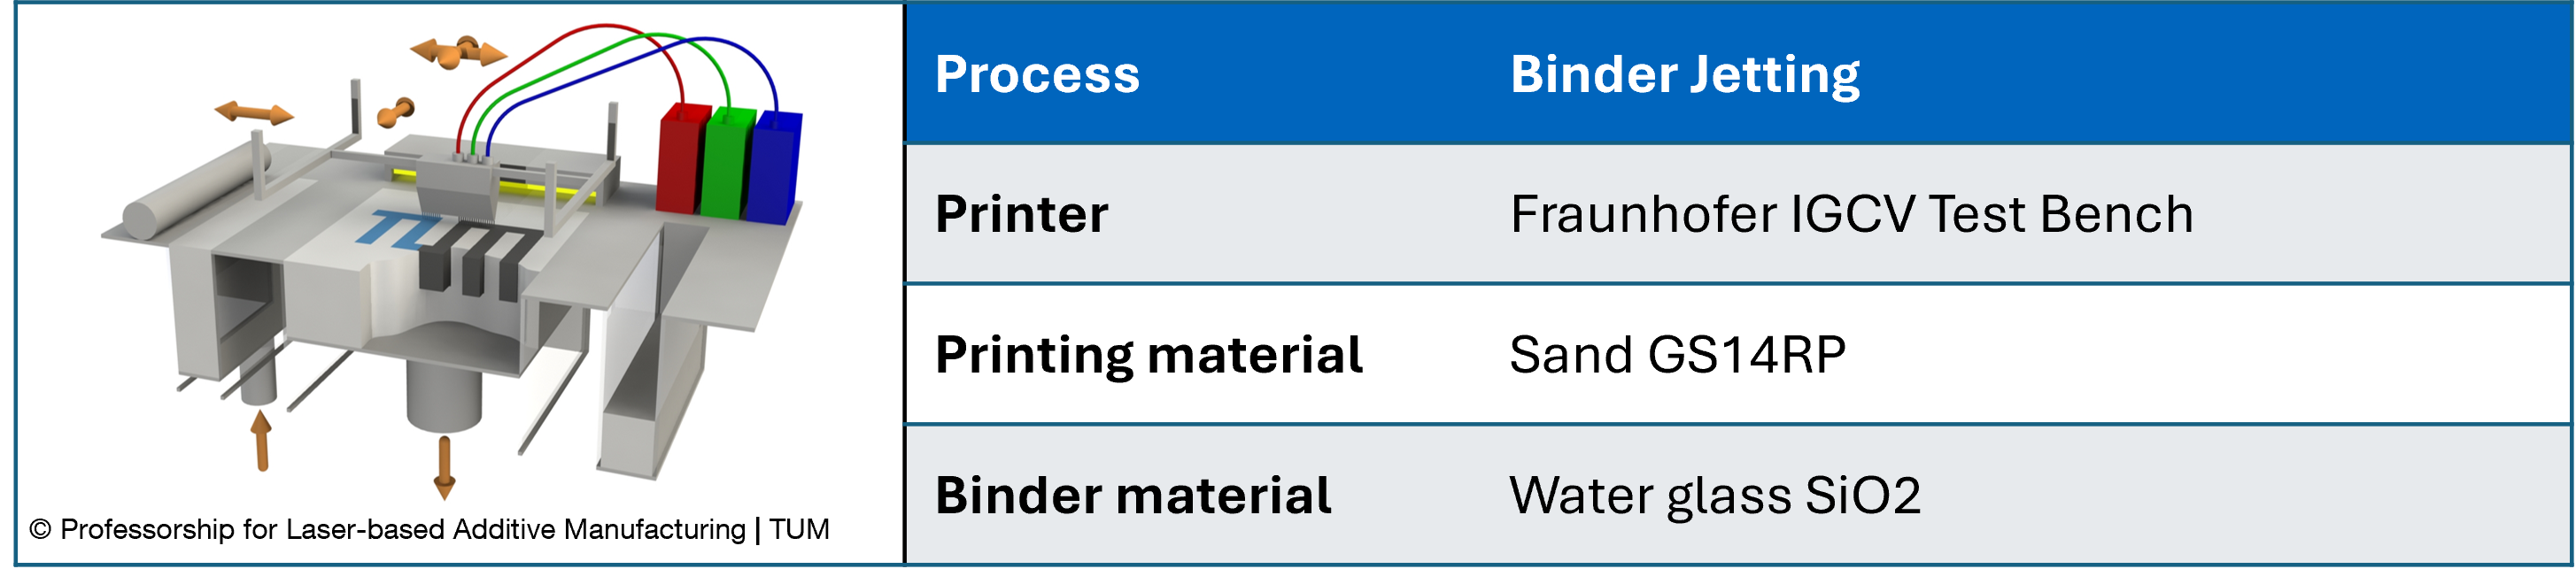 Process Binder Jetting
Printer Fraunhofer IGCV Test Bench
Printing material Sand GS14RP
Binder material Water glass SiO2
TUM
© Professorship for Laser-based Additive Manufacturing | TUM